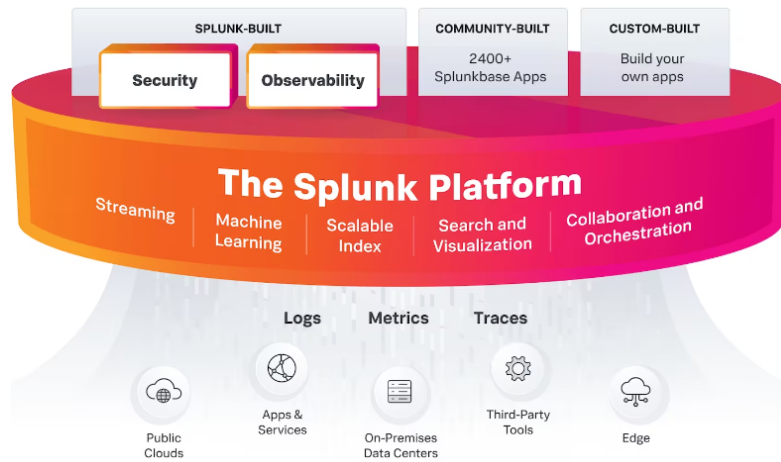 SPLUNK-BUILT
Security
Observability
COMMUNITY-BUILT
2400+
Splunkbase Apps
CUSTOM-BUILT
Build your
own apps
The Splunk Platform
Streaming
Machine
Learning
Scalable
Index
Search and
Visualization
Collaboration and
Orchestration
Logs
Metrics
Traces
Public
Clouds
Apps &
Services
On-Premises
Data Centers
Third-Party
Tools
Edge